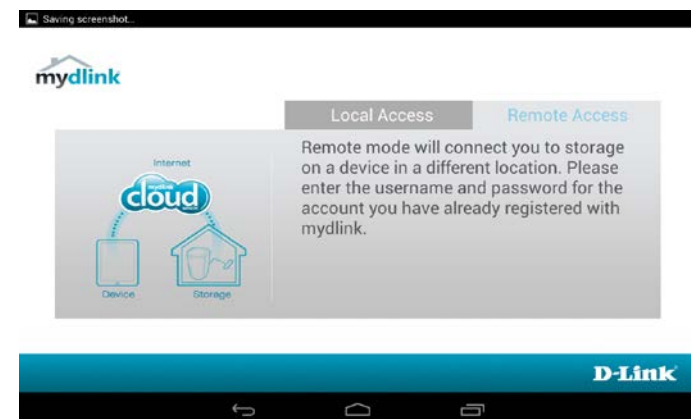 Saving screenshot...
mydlink
Local Access
Remote Access
Remote mode will connect you to storage
on a device in a different location. Please
enter the username and password for the
account you have already registered with
mydlink.
Internet
mydlink
cloud
Device
Storage
D-Link